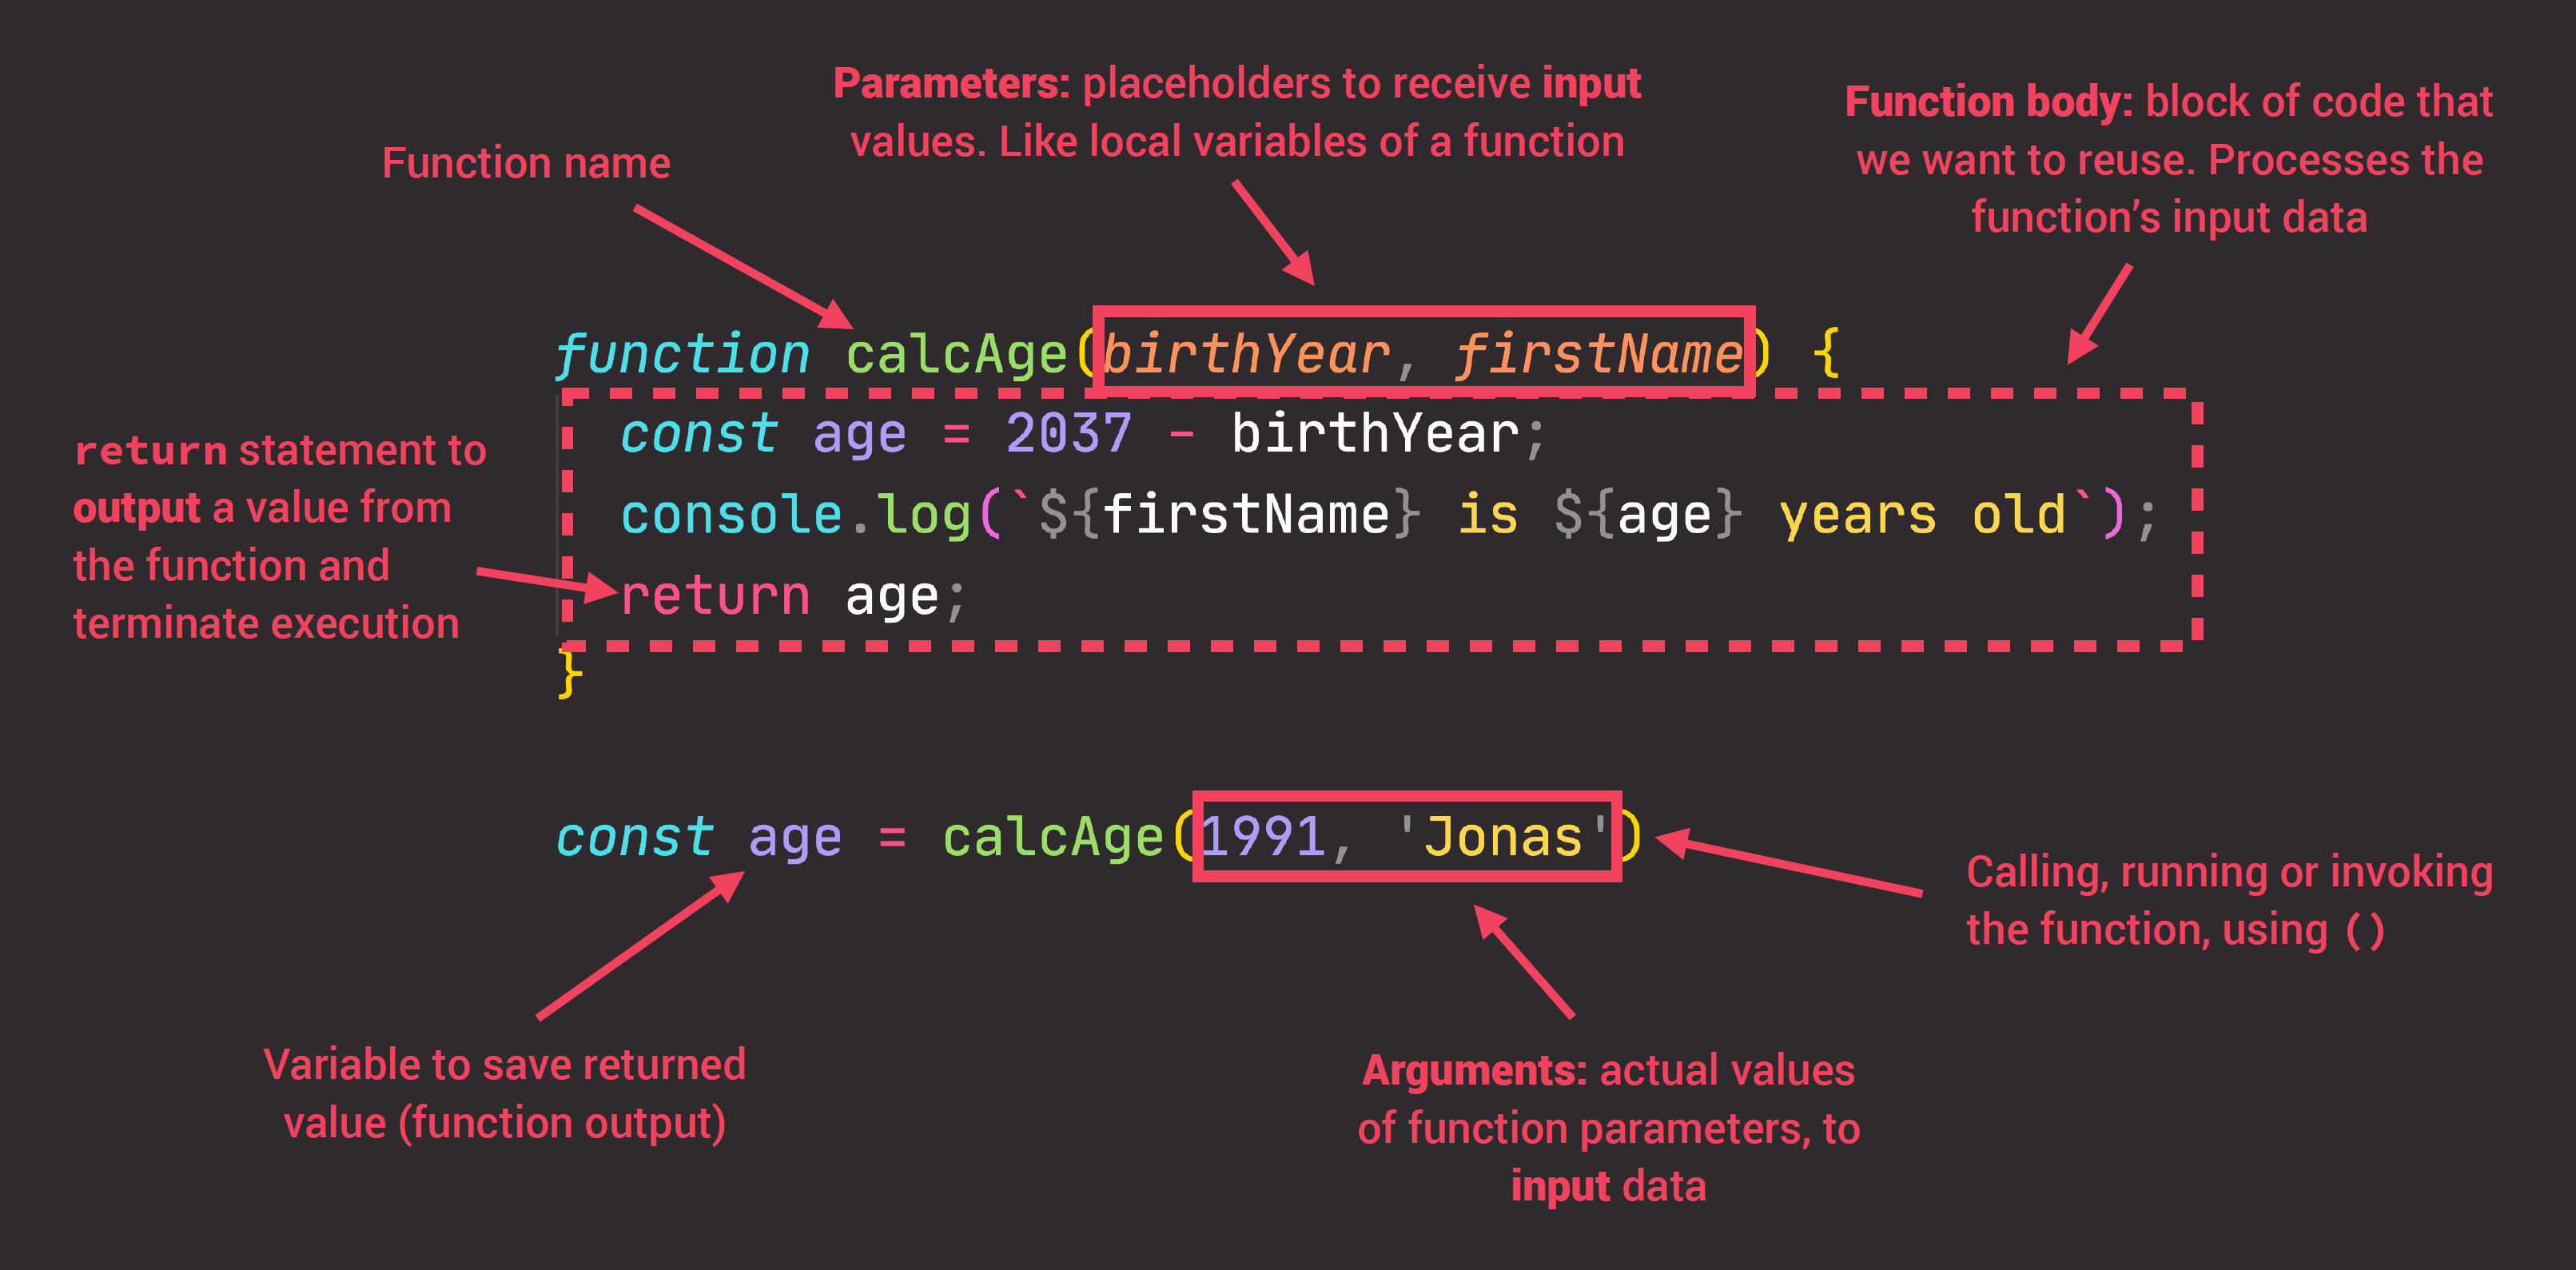 Parameters: placeholders to receive input
values. Like local variables of a function
Function body: block of code that
we want to reuse. Processes the
function’s input data
Function name
function calcAge(birthYear, firstName) {
const age = 2037 - birthYear;
console.log(`${firstName} is ${age} years old`);
return age;
}
return statement to
output a value from
the function and
terminate execution
const age = calcAge(1991, 'Jonas')
Calling, running or invoking
the function, using ()
Variable to save returned
value (function output)
Arguments: actual values
of function parameters, to
input data